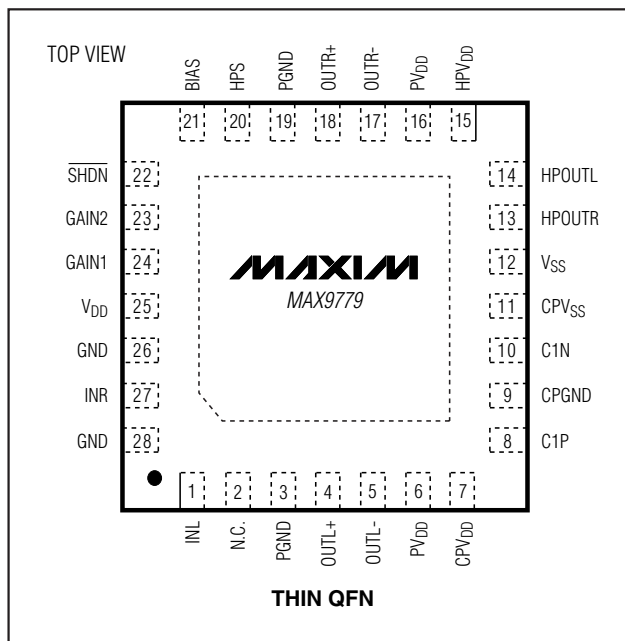 TOP VIEW
BIAS
HPS
PGND
OUTR+
OUTR-
PVDD
HPVDD
21
20
19
18
17
16
15
SHDN 22
GAIN2 23
GAIN1 24
VDD 25
GND 26
INR 27
GND 28
MAXIM
MAX9779
14 HPOUTL
13 HPOUTR
12 VSS
11 CPVSS
10 C1N
9 CPGND
8 C1P
1
2
3
4
5
6
7
INL
N.C.
PGND
OUTL+
OUTL-
PVDD
CPVDD
THIN QFN